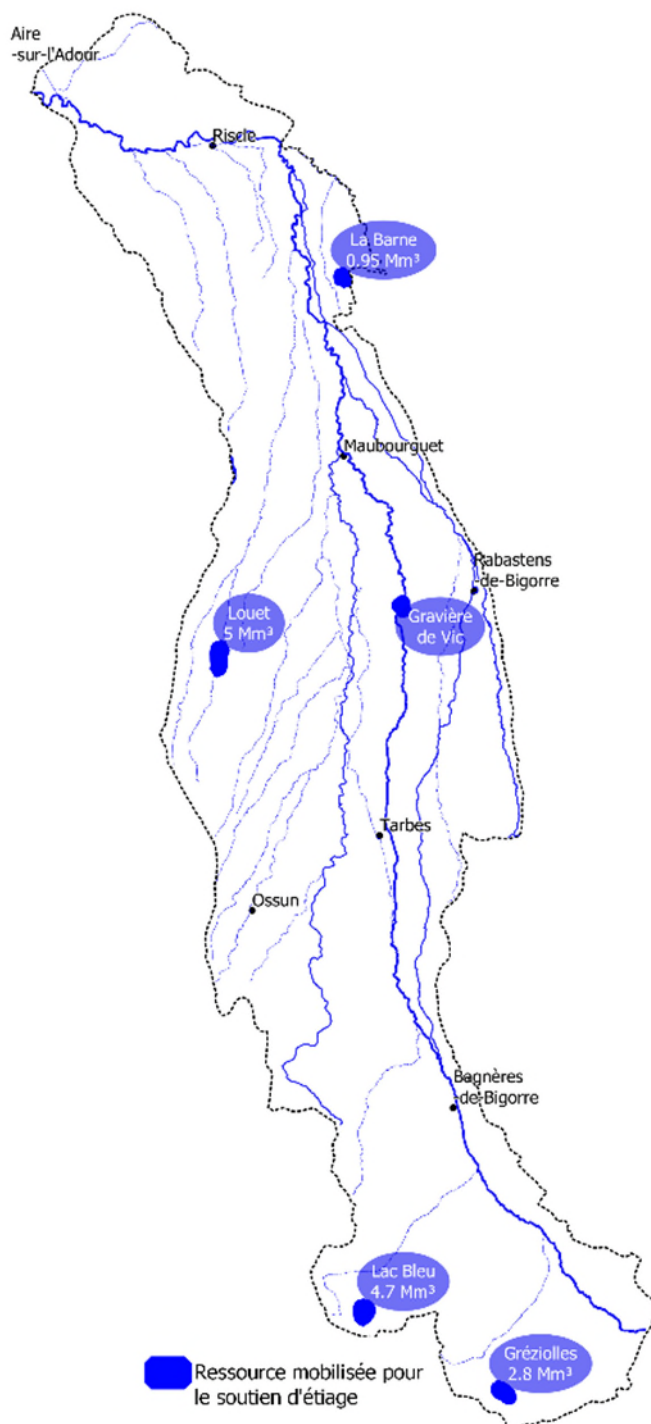 Aire
-sur-l'Adour
Riscle
La Barne
0.95 Mm³
Maubourguet
Rabastens
-de-Bigorre
Louet
5 Mm³
Gravière
de Vic
Tarbes
Ossun
Bagnères
-de-Bigorre
Lac Bleu
4.7 Mm³
Gréziolles
2.8 Mm³
Ressource mobilisée pour
le soutien d'étiage